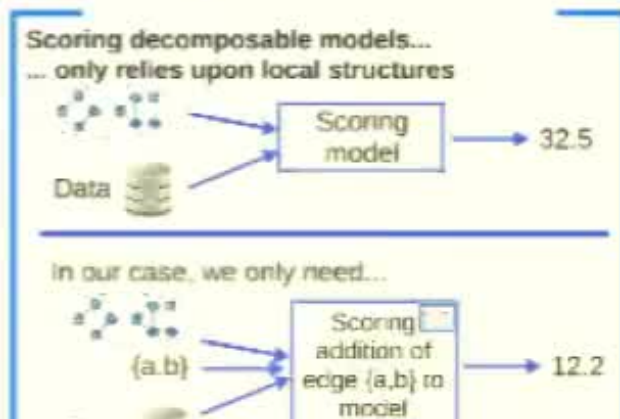 Scoring decomposable models...
... only relies upon local structures
Scoring
model
32.5
Data
In our case, we only need...
{a.b}
Scoring
addition of
edge {a,b} to
model
12.2